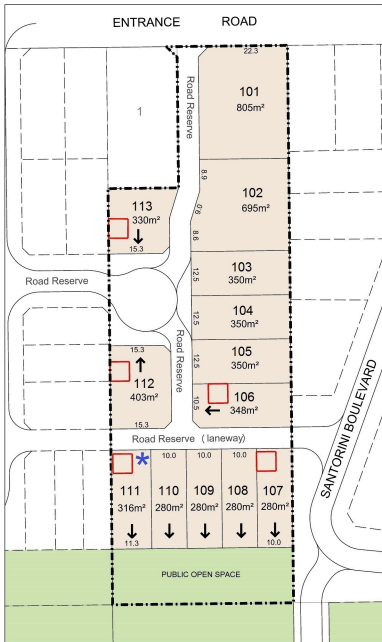 ENTRANCE ROAD
22.3
Road Reserve
101
805m²
1
8.9
102
695m²
113
330m²
15.3
8.6
103
350m²
12.5
Road Reserve
104
350m²
12.5
Road Reserve
105
350m²
12.5
15.3
112
403m²
15.3
106
348m²
10.5
SANTORINI BOULEVARD
Road Reserve ( laneway)
10.0 10.0 10.0
111 110 109 108 107
316m² 280m² 280m² 280m² 280m²
11.3 10.0
PUBLIC OPEN SPACE